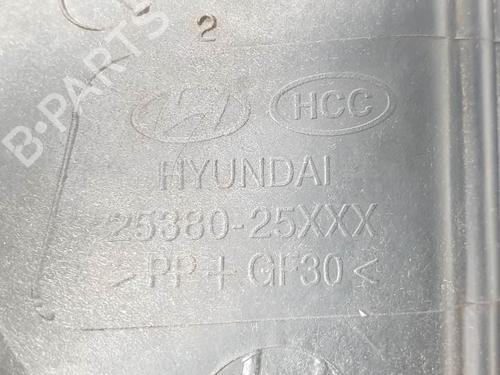 2
HCC
HYUNDAI
25380-25XXX
>PP+GF30<
B-PARTS